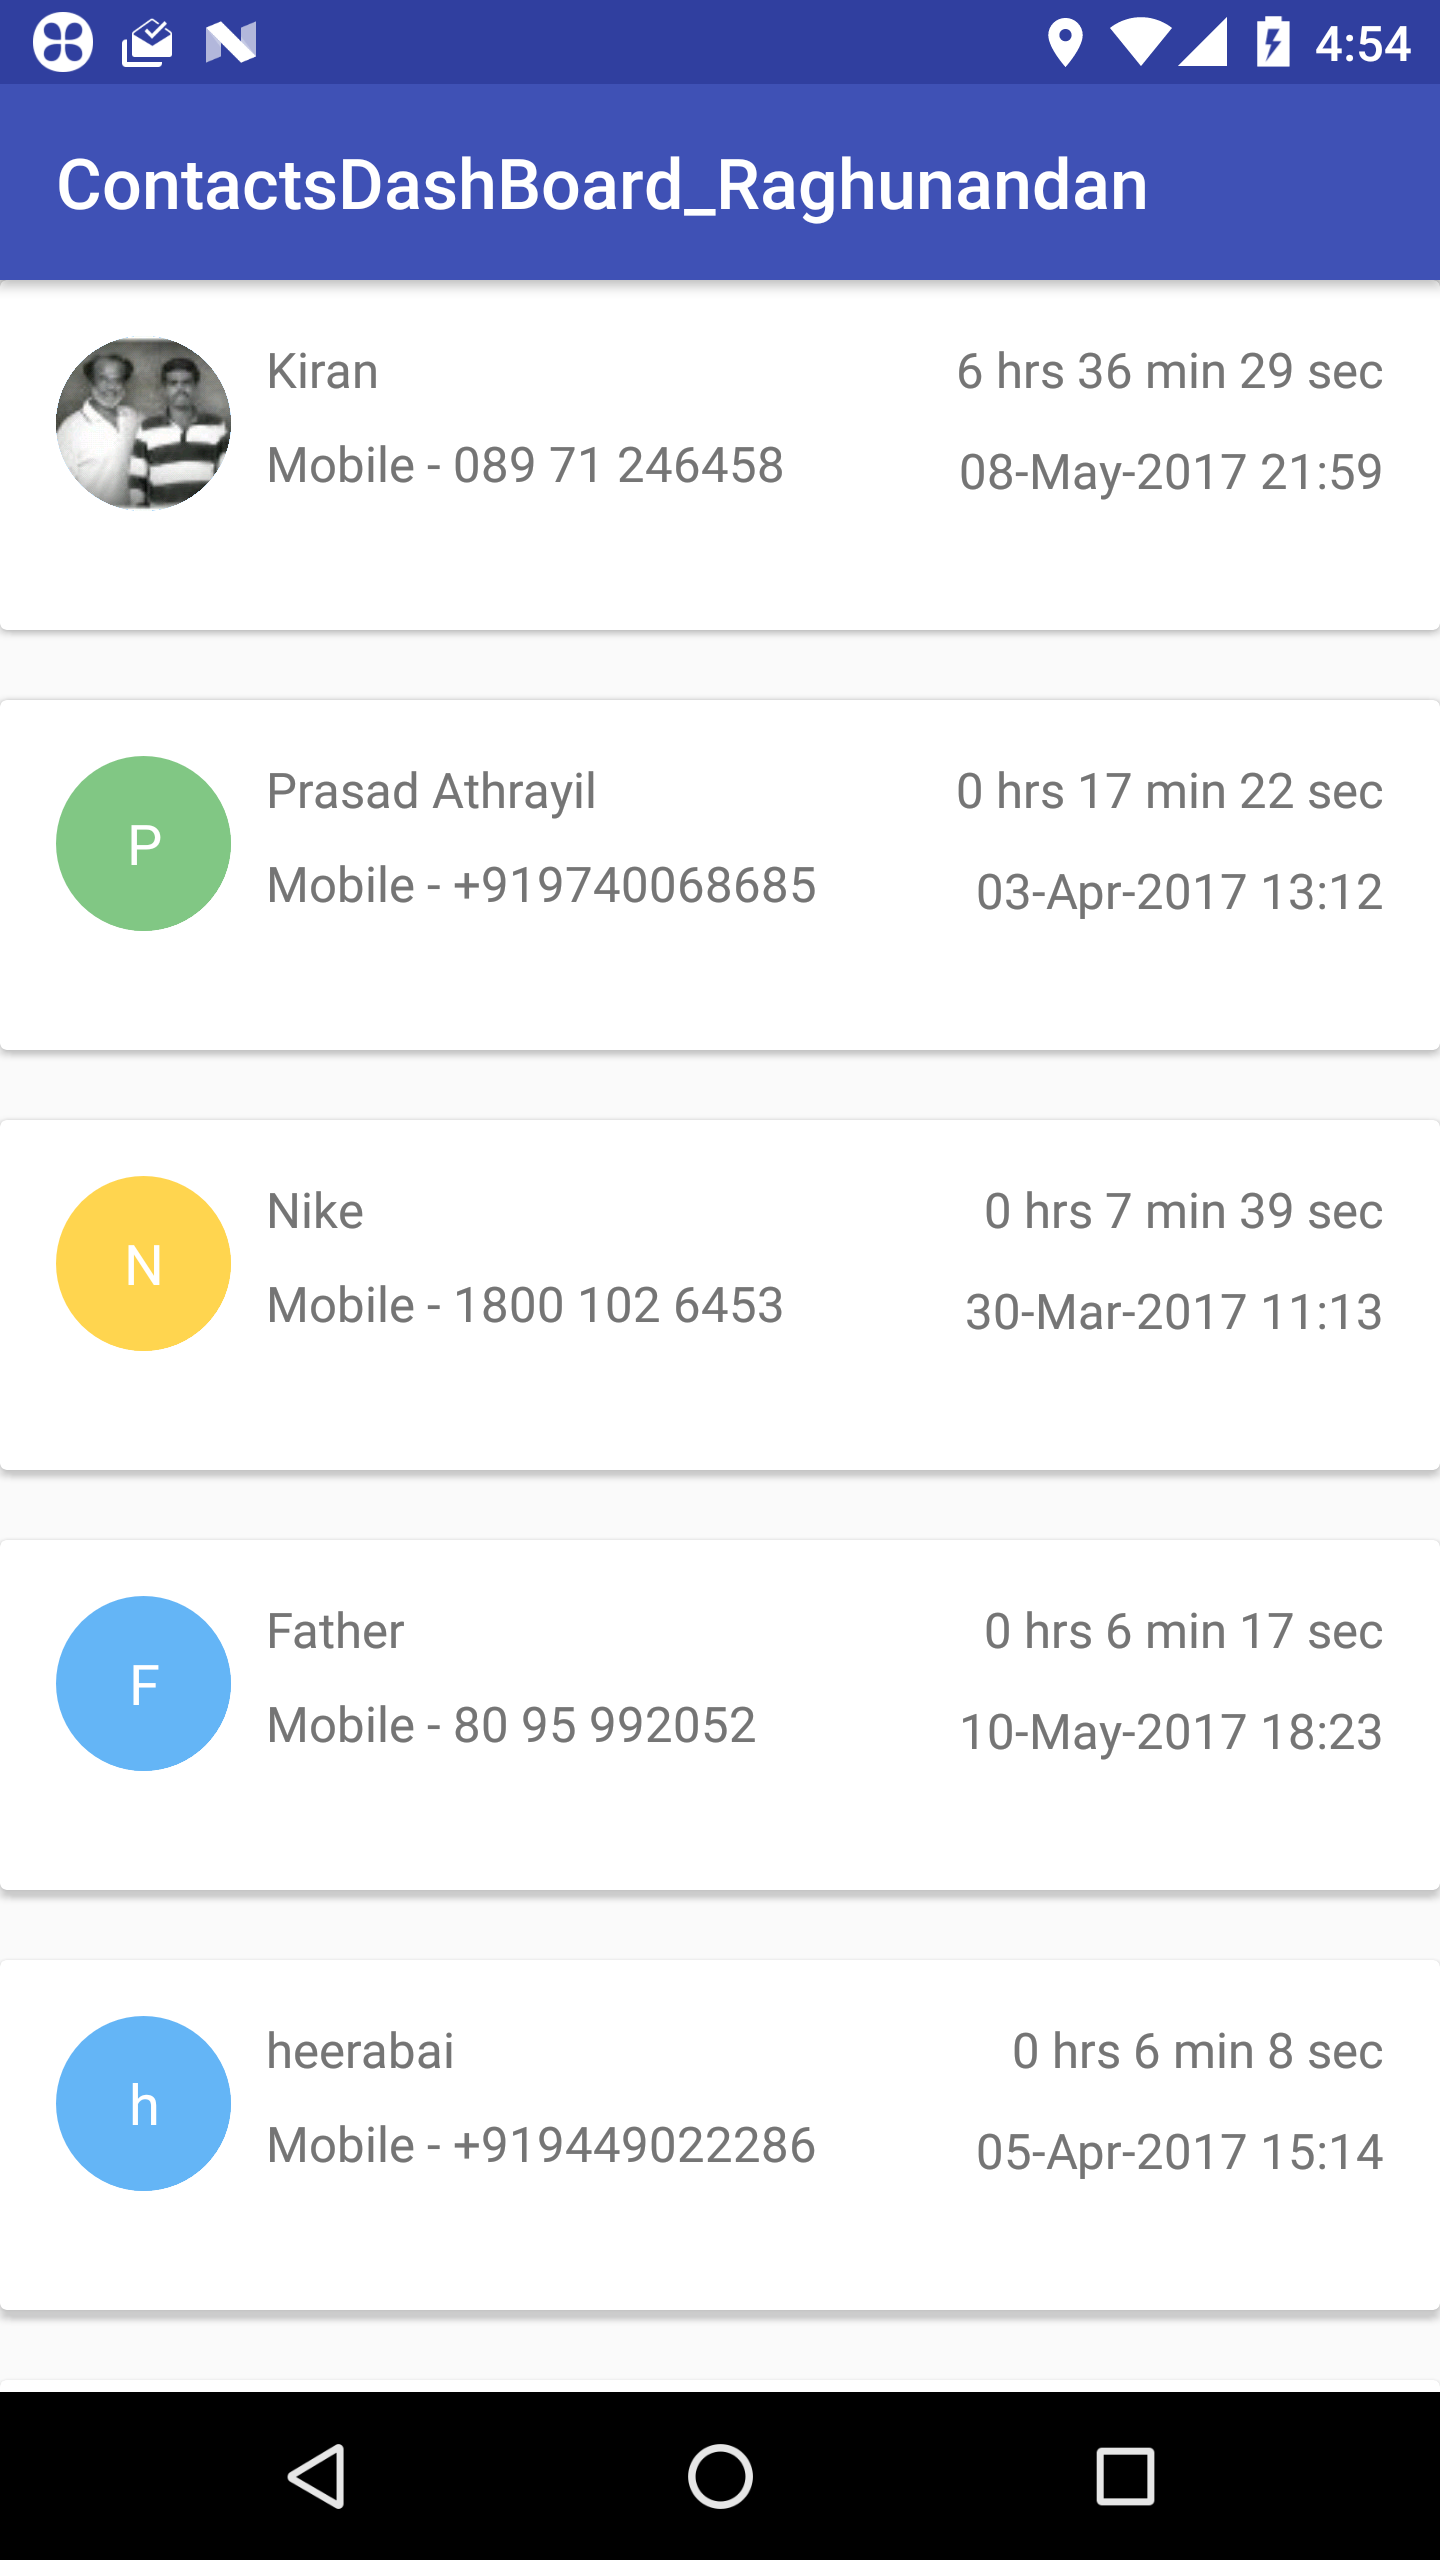 4:54
ContactsDashBoard_Raghunandan
Kiran 6 hrs 36 min 29 sec
Mobile - 089 71 246458 08-May-2017 21:59
P
Prasad Athrayil 0 hrs 17 min 22 sec
Mobile - +919740068685 03-Apr-2017 13:12
N
Nike 0 hrs 7 min 39 sec
Mobile - 1800 102 6453 30-Mar-2017 11:13
F
Father 0 hrs 6 min 17 sec
Mobile - 80 95 992052 10-May-2017 18:23
h
heerabai 0 hrs 6 min 8 sec
Mobile - +919449022286 05-Apr-2017 15:14